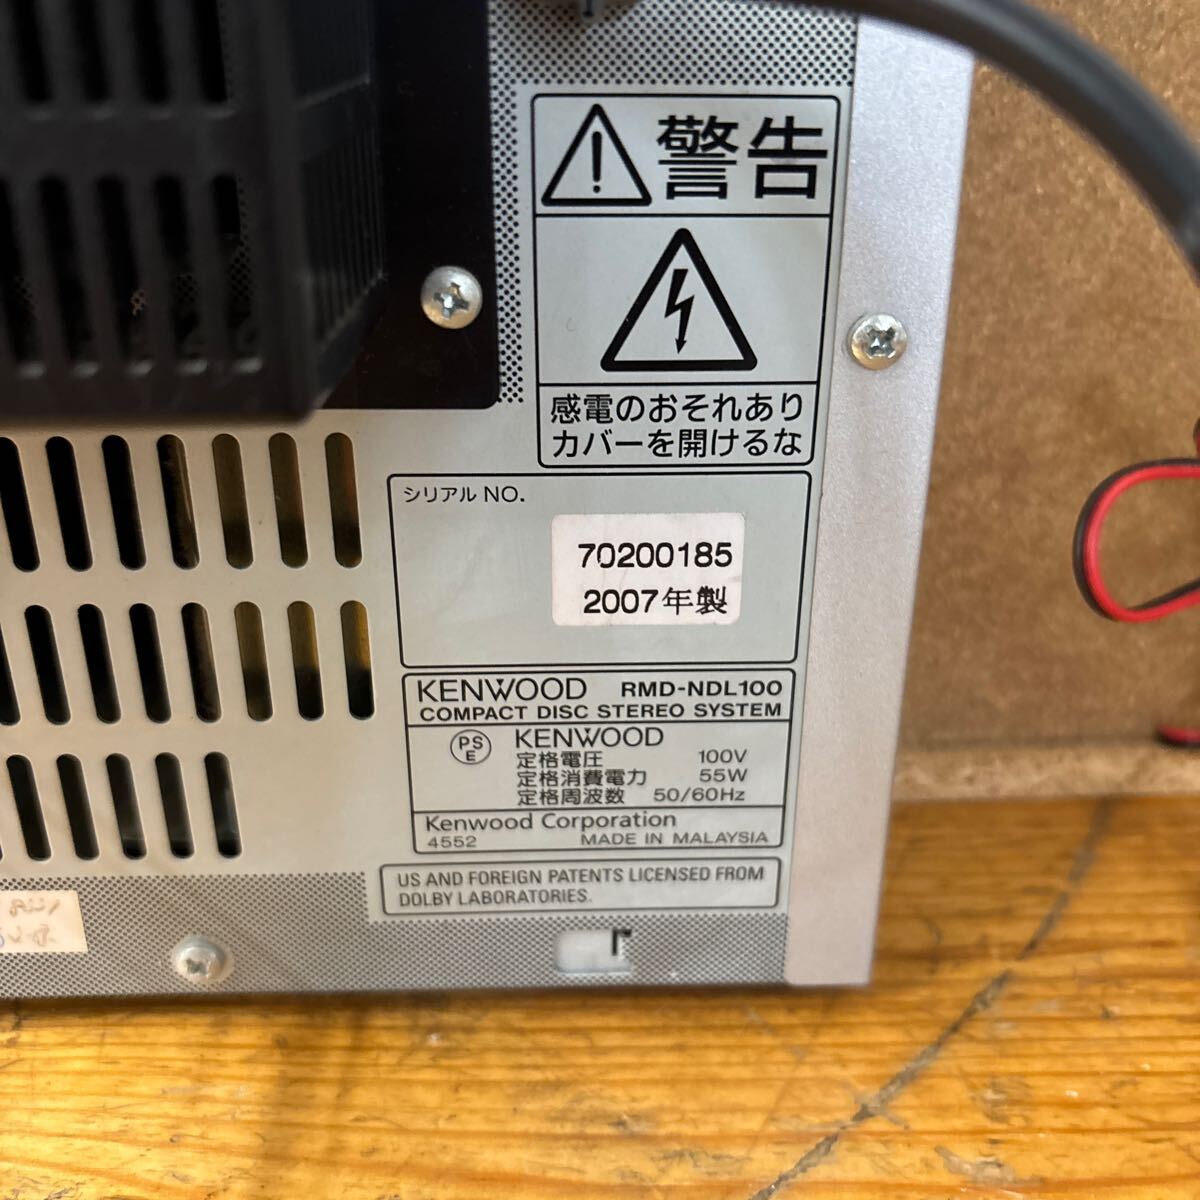 警告
感電のおそれあり
カバーを開けるな
シリアル NO.
70200185
2007年製
KENWOOD RMD-NDL100
COMPACT DISC STEREO SYSTEM
PS
E
KENWOOD
定格電圧 100V
定格消費電力 55W
定格周波数 50/60Hz
Kenwood Corporation
4552 MADE IN MALAYSIA
US AND FOREIGN PATENTS LICENSED FROM
DOLBY LABORATORIES.